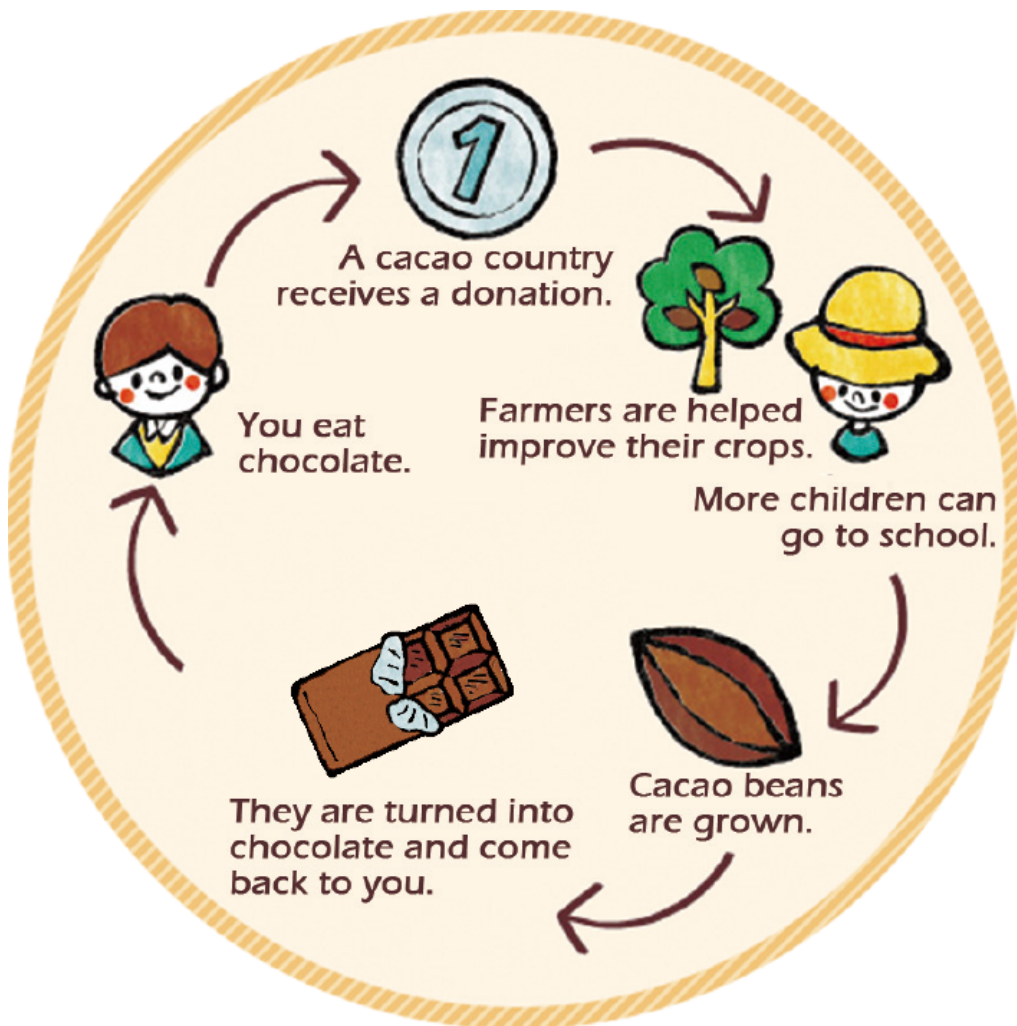 1
A cacao country
receives a donation.
Farmers are helped
improve their crops.
More children can
go to school.
Cacao beans
are grown.
They are turned into
chocolate and come
back to you.
You eat
chocolate.